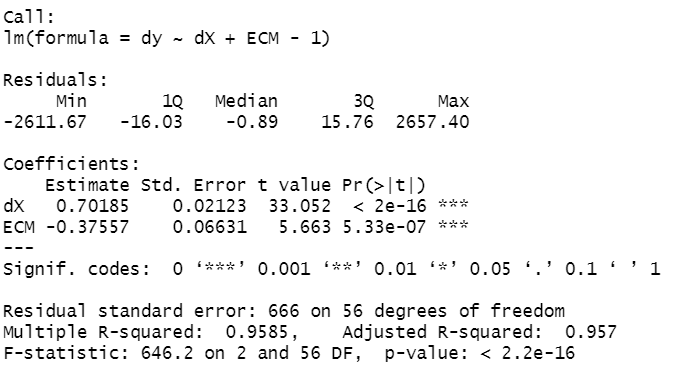 Call:
lm(formula = dy ~ dX + ECM - 1)
Residuals:
Min 1Q Median 3Q Max
-2611.67 -16.03 -0.89 15.76 2657.40
Coefficients:
Estimate Std. Error t value Pr(>|t|)
dX 0.70185 0.02123 33.052 < 2e-16 ***
ECM -0.37557 0.06631 5.663 5.33e-07 ***
---
Signif. codes: 0 ‘***’ 0.001 ‘**’ 0.01 ‘*’ 0.05 ‘.’ 0.1 ‘ ’ 1
Residual standard error: 666 on 56 degrees of freedom
Multiple R-squared: 0.9585, Adjusted R-squared: 0.957
F-statistic: 646.2 on 2 and 56 DF, p-value: < 2.2e-16